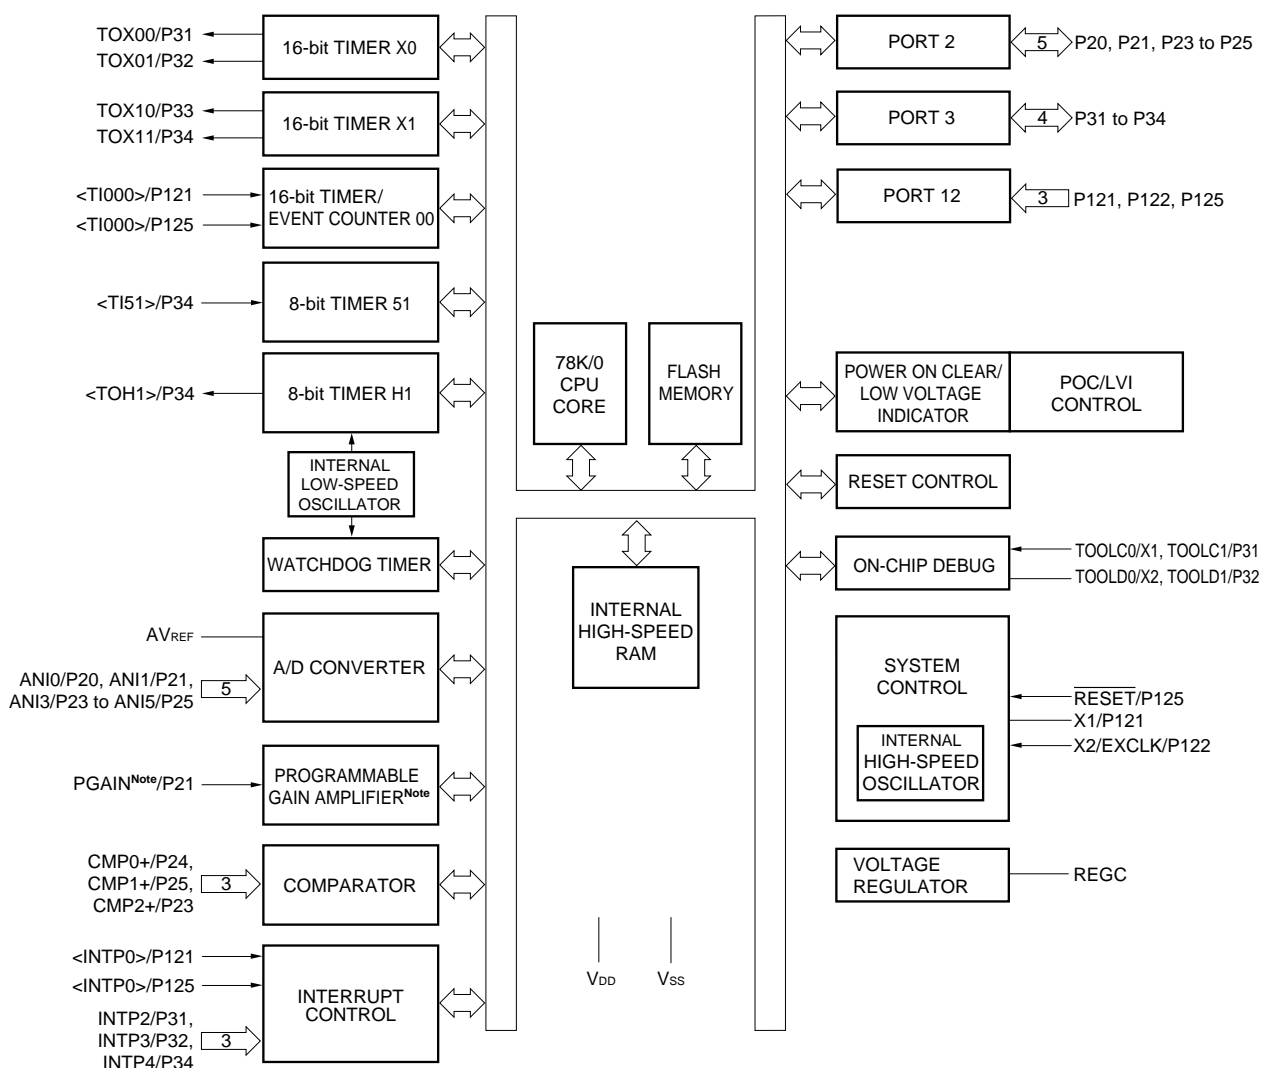 TOX00/P31
TOX01/P32
16-bit TIMER X0
TOX10/P33
TOX11/P34
16-bit TIMER X1
<TI000>/P121
<TI000>/P125
16-bit TIMER/
EVENT COUNTER 00
<TI51>/P34
8-bit TIMER 51
<TOH1>/P34
8-bit TIMER H1
INTERNAL
LOW-SPEED
OSCILLATOR
WATCHDOG TIMER
AVREF
ANI0/P20, ANI1/P21,
ANI3/P23 to ANI5/P25
5
A/D CONVERTER
PGAINNote/P21
PROGRAMMABLE
GAIN AMPLIFIERNote
CMP0+/P24,
CMP1+/P25,
CMP2+/P23
3
COMPARATOR
<INTP0>/P121
<INTP0>/P125
INTP2/P31,
INTP3/P32,
INTP4/P34
3
INTERRUPT
CONTROL
78K/0
CPU
CORE
FLASH
MEMORY
INTERNAL
HIGH-SPEED
RAM
VDD
VSS
PORT 2
5
P20, P21, P23 to P25
PORT 3
4
P31 to P34
PORT 12
3
P121, P122, P125
POWER ON CLEAR/
LOW VOLTAGE
INDICATOR
POC/LVI
CONTROL
RESET CONTROL
ON-CHIP DEBUG
TOOLC0/X1, TOOLC1/P31
TOOLD0/X2, TOOLD1/P32
SYSTEM
CONTROL
INTERNAL
HIGH-SPEED
OSCILLATOR
RESET/P125
X1/P121
X2/EXCLK/P122
VOLTAGE
REGULATOR
REGC